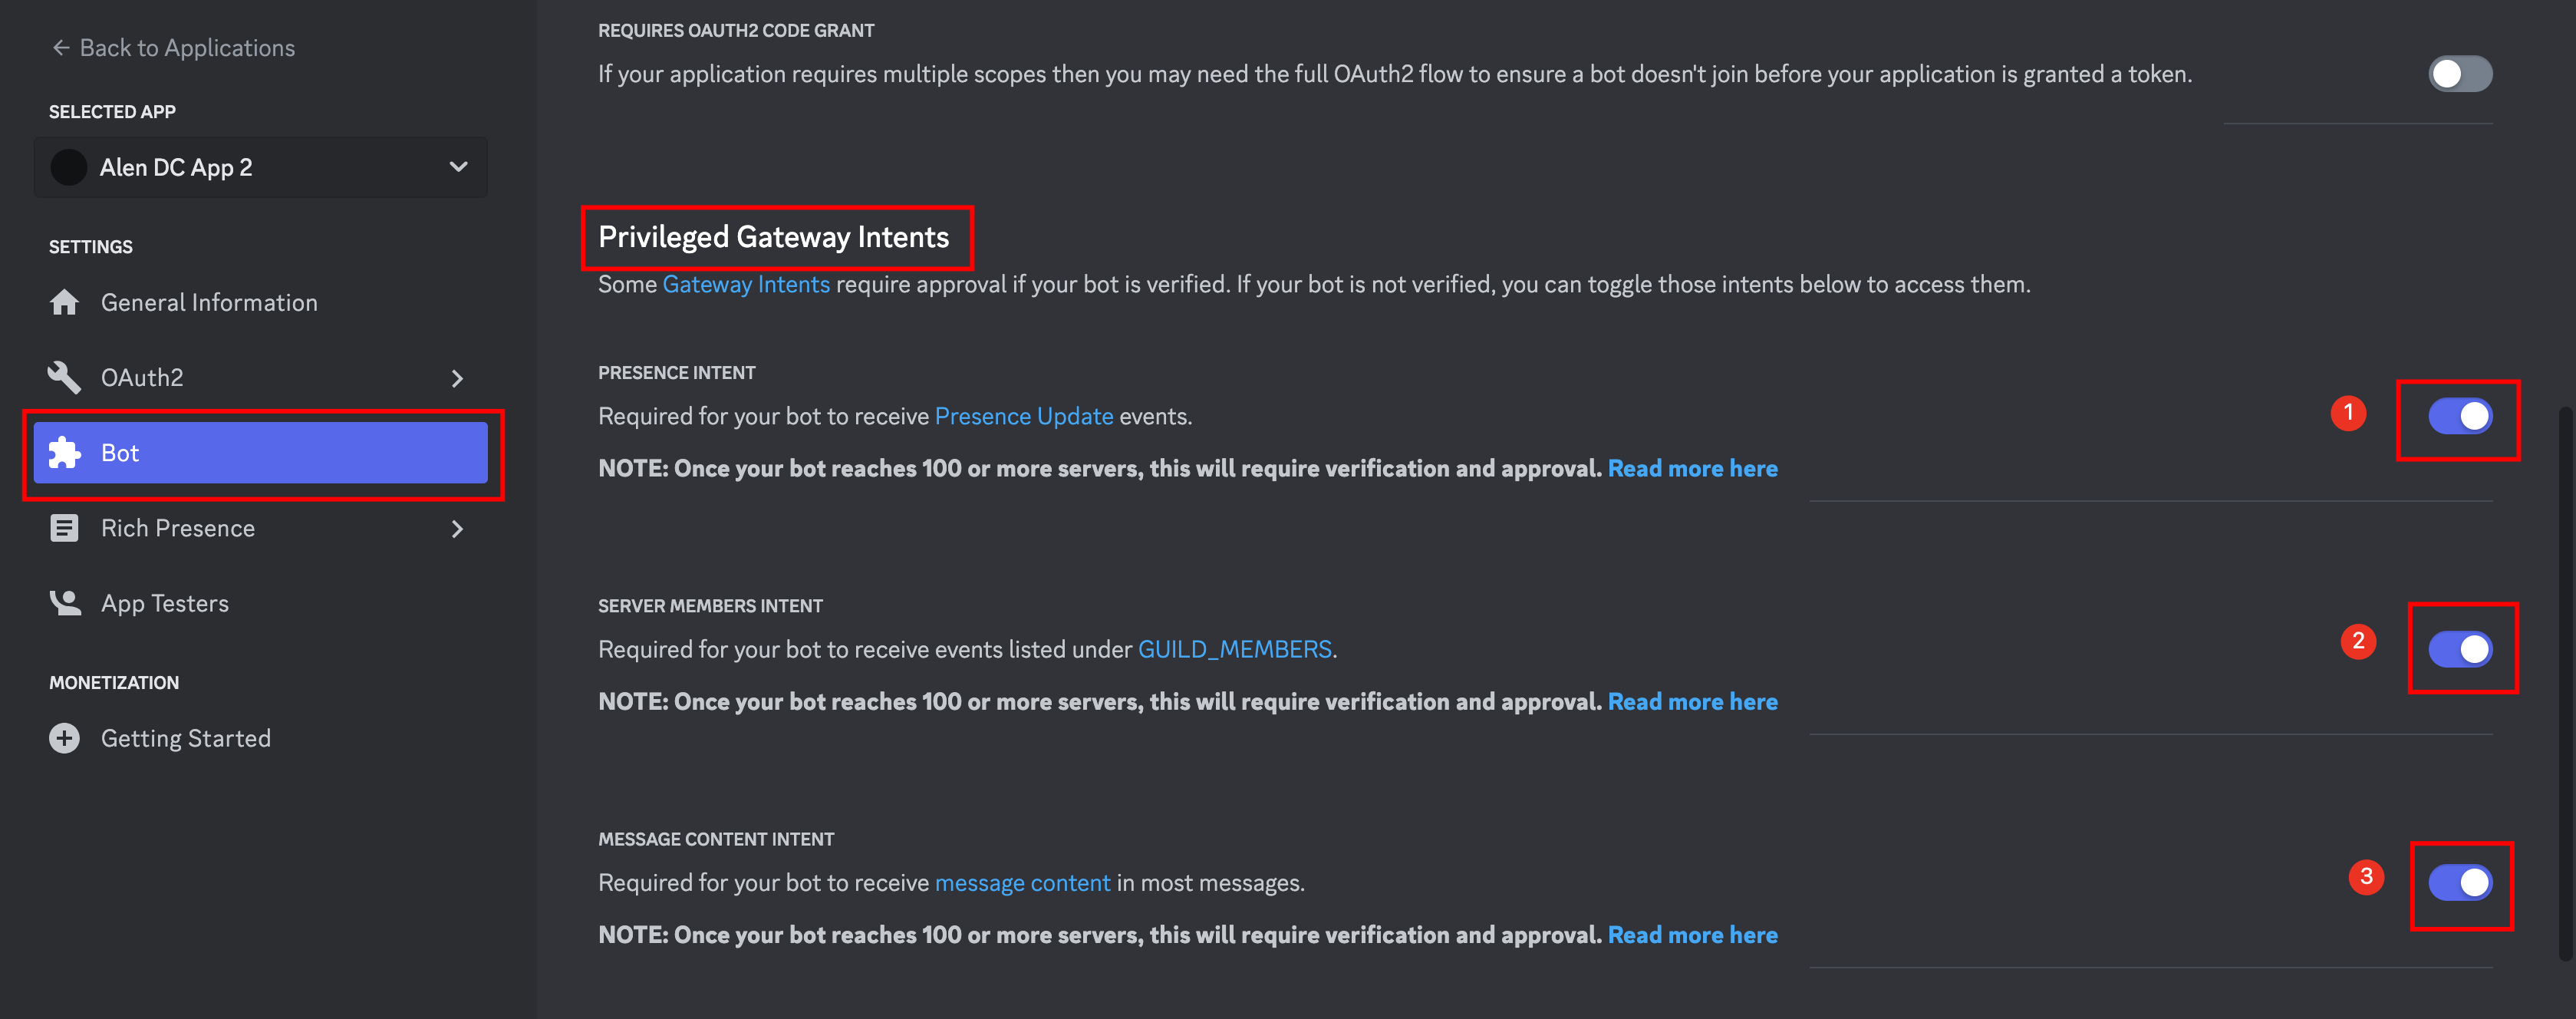 Back to Applications
SELECTED APP
Alen DC App 2
SETTINGS
General Information
OAuth2
Bot
Rich Presence
App Testers
MONETIZATION
Getting Started
REQUIRES OAUTH2 CODE GRANT
If your application requires multiple scopes then you may need the full OAuth2 flow to ensure a bot doesn't join before your application is granted a token.
Privileged Gateway Intents
Some Gateway Intents require approval if your bot is verified. If your bot is not verified, you can toggle those intents below to access them.
PRESENCE INTENT
Required for your bot to receive Presence Update events.
1
NOTE: Once your bot reaches 100 or more servers, this will require verification and approval. Read more here
SERVER MEMBERS INTENT
Required for your bot to receive events listed under GUILD_MEMBERS.
2
NOTE: Once your bot reaches 100 or more servers, this will require verification and approval. Read more here
MESSAGE CONTENT INTENT
Required for your bot to receive message content in most messages.
3
NOTE: Once your bot reaches 100 or more servers, this will require verification and approval. Read more here